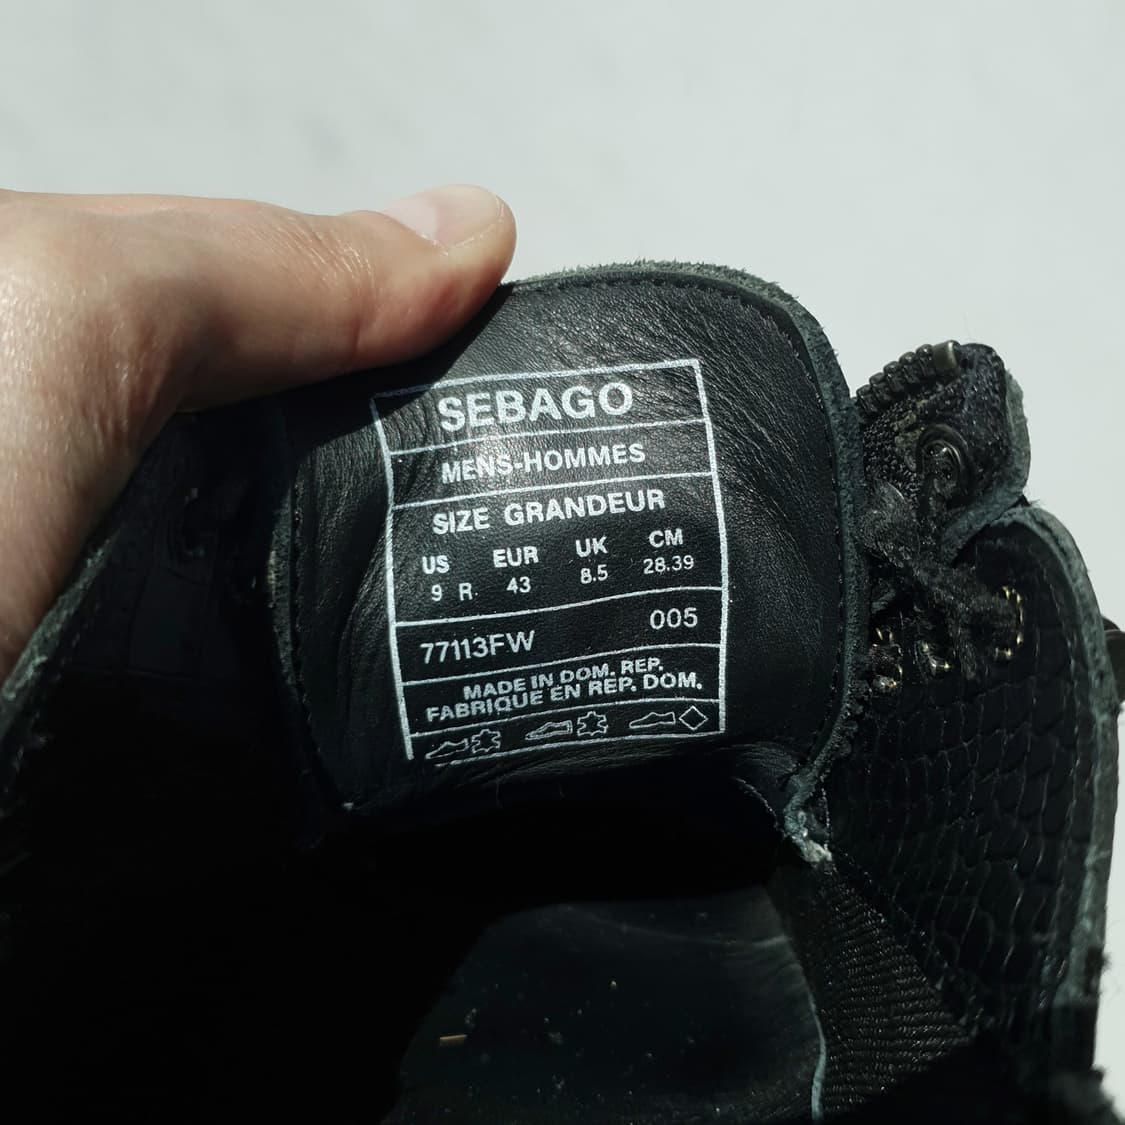 SEBAGO
MENS-HOMMES
SIZE GRANDEUR
US EUR UK CM
9 R. 43 8.5 28.39
77113FW 005
MADE IN DOM. REP.
FABRIQUE EN REP. DOM.